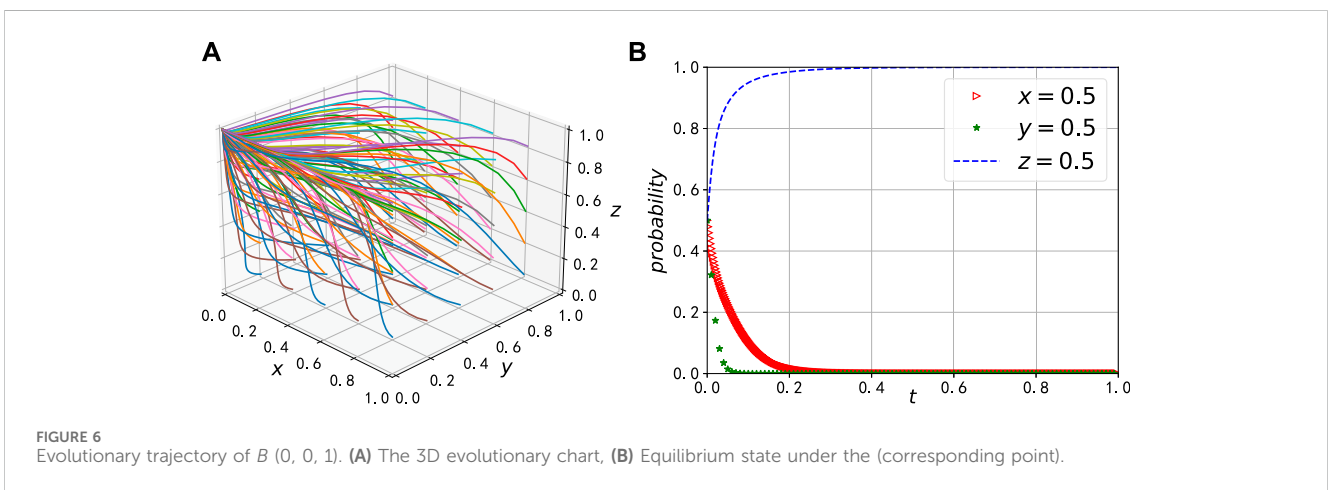 A
B
1.0
0.8
0.6
0.4
0.2
0.0
z
0.0
0.2
0.4
0.6
0.8
1.0
x
0.0
0.2
0.4
0.6
0.8
1.0
y
1.0
0.8
0.6
0.4
0.2
0.0
probability
x = 0.5
y = 0.5
z = 0.5
0.0 0.2 0.4 0.6 0.8 1.0
t
FIGURE 6
Evolutionary trajectory of B (0, 0, 1). (A) The 3D evolutionary chart, (B) Equilibrium state under the (corresponding point).